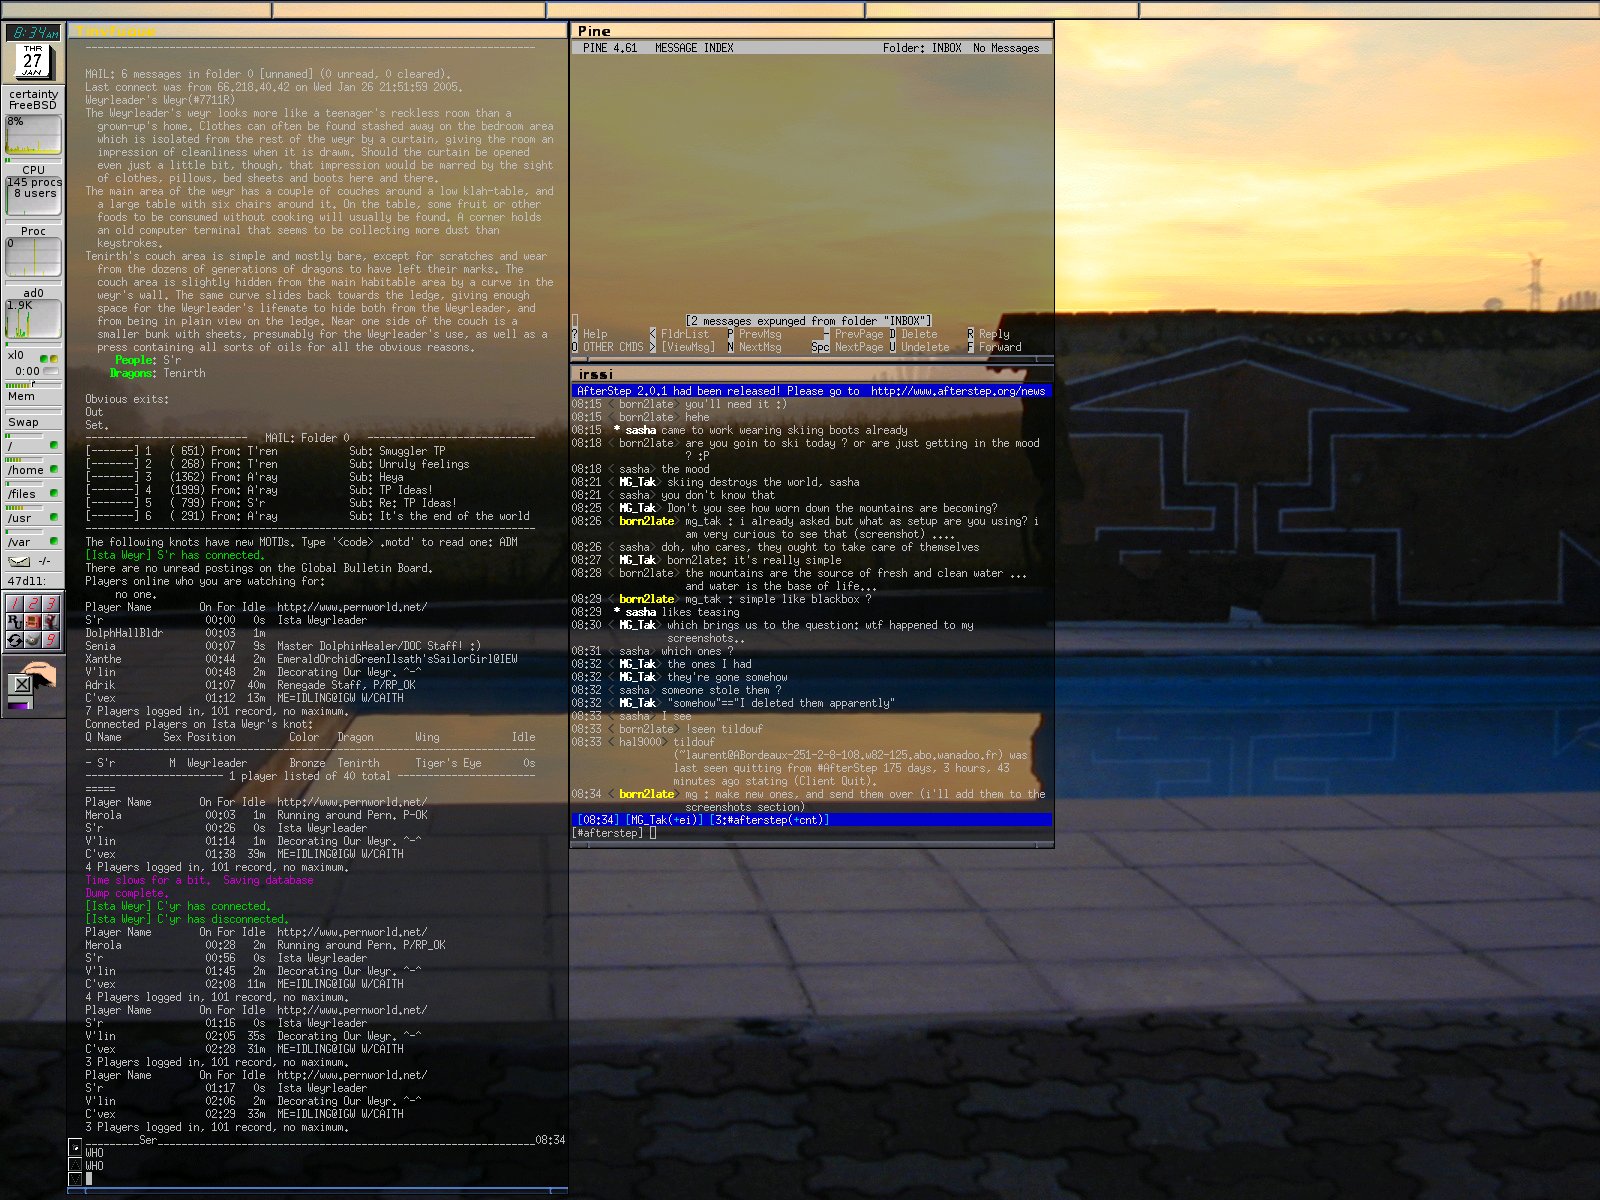 8:34AM
THR
27
JAN
certainty
FreeBSD
8%
CPU
145 procs
8 users
Proc
0
ad0
1.9K
xl0
0:00
Mem
Swap
/
/home
/files
/usr
/var
-/-
47d11:
1 2 3
9
MAIL: 6 messages in folder 0 [unnamed] (0 unread, 0 cleared).
Last connect was from 66.218.40.42 on Wed Jan 26 21:51:59 2005.
Weyrleader's Weyr(#7711R)
The Weyrleader's weyr looks more like a teenager's reckless room than a
grown-up's home. Clothes can often be found stashed away on the bedroom area
which is isolated from the rest of the weyr by a curtain, giving the room an
impression of cleanliness when it is drawn. Should the curtain be opened
even just a little bit, though, that impression would be marred by the sight
of clothes, pillows, bed sheets and boots here and there.
The main area of the weyr has a couple of couches around a low klah-table, and
a large table with six chairs around it. On the table, some fruit or other
foods to be consumed without cooking will usually be found. A corner holds
an old computer terminal that seems to be collecting more dust than
keystrokes.
Tenirth's couch area is simple and mostly bare, except for scratches and wear
from the dozens of generations of dragons to have left their marks. The
couch area is slightly hidden from the main habitable area by a curve in the
weyr's wall. The same curve slides back towards the ledge, giving enough
space for the Weyrleader's lifemate to hide both from the Weyrleader, and
from being in plain view on the ledge. Near one side of the couch is a
smaller bunk with sheets, presumably for the Weyrleader's use, as well as a
press containing all sorts of oils for all the obvious reasons.
People: S'r
Dragons: Tenirth
Obvious exits:
Out
Set.
--------------------------- MAIL: Folder 0 ----------------------------
[-------] 1 ( 651) From: T'ren Sub: Smuggler TP
[-------] 2 ( 268) From: T'ren Sub: Unruly feelings
[-------] 3 (1362) From: A'ray Sub: Heya
[-------] 4 (1999) From: A'ray Sub: TP Ideas!
[-------] 5 ( 799) From: S'r Sub: Re: TP Ideas!
[-------] 6 ( 291) From: A'ray Sub: It's the end of the world
The following knots have new MOTDs. Type '<code> .motd' to read one: ADM
[Ista Weyr] S'r has connected.
There are no unread postings on the Global Bulletin Board.
Players online who you are watching for:
no one.
Player Name On For Idle http://www.pernworld.net/
S'r 00:00 0s Ista Weyrleader
DolphHallBldr 00:03 1m
Senia 00:07 9s Master DolphinHealer/DOC Staff! :)
Xanthe 00:44 2m EmeraldOrchidGreenIlsath'sSailorGirl@IEW
V'lin 00:48 2m Decorating Our Weyr. ^-^
Adrik 01:07 40m Renegade Staff, P/RP_OK
C'vex 01:12 13m ME=IDLING@IGW W/CAITH
7 Players logged in, 101 record, no maximum.
Connected players on Ista Weyr's knot:
Q Name Sex Position Color Dragon Wing Idle
- S'r M Weyrleader Bronze Tenirth Tiger's Eye 0s
----------------------- 1 player listed of 40 total -----------------------
=====
Player Name On For Idle http://www.pernworld.net/
Merola 00:03 1m Running around Pern. P-OK
S'r 00:26 0s Ista Weyrleader
V'lin 01:14 1m Decorating Our Weyr. ^-^
C'vex 01:38 39m ME=IDLING@IGW W/CAITH
4 Players logged in, 101 record, no maximum.
Time slows for a bit. Saving database
Dump complete.
[Ista Weyr] C'yr has connected.
[Ista Weyr] C'yr has disconnected.
Player Name On For Idle http://www.pernworld.net/
Merola 00:28 2m Running around Pern. P/RP_OK
S'r 00:56 0s Ista Weyrleader
V'lin 01:45 2m Decorating Our Weyr. ^-^
C'vex 02:08 11m ME=IDLING@IGW W/CAITH
4 Players logged in, 101 record, no maximum.
Player Name On For Idle http://www.pernworld.net/
S'r 01:16 0s Ista Weyrleader
V'lin 02:05 35s Decorating Our Weyr. ^-^
C'vex 02:28 31m ME=IDLING@IGW W/CAITH
3 Players logged in, 101 record, no maximum.
Player Name On For Idle http://www.pernworld.net/
S'r 01:17 0s Ista Weyrleader
V'lin 02:06 2m Decorating Our Weyr. ^-^
C'vex 02:29 33m ME=IDLING@IGW W/CAITH
3 Players logged in, 101 record, no maximum.
_________Ser______________________________08:34
WHO
WHO
Pine
PINE 4.61 MESSAGE INDEX Folder: INBOX No Messages
[2 messages expunged from folder "INBOX"]
? Help < FldrList P PrevMsg - PrevPage D Delete R Reply
O OTHER CMDS > [ViewMsg] N NextMsg Spc NextPage U Undelete F Forward
irssi
AfterStep 2.0.1 had been released! Please go to http://www.afterstep.org/news
08:15 < born2late> you'll need it :)
08:15 < born2late> hehe
08:15 * sasha came to work wearing skiing boots already
08:18 < born2late> are you goin to ski today ? or are just getting in the mood
? :P
08:18 < sasha> the mood
08:21 < MG_Tak> skiing destroys the world, sasha
08:21 < sasha> you don't know that
08:25 < MG_Tak> Don't you see how worn down the mountains are becoming?
08:26 < born2late> mg_tak : i already asked but what as setup are you using? i
am very curious to see that (screenshot) ....
08:26 < sasha> doh, who cares, they ought to take care of themselves
08:27 < MG_Tak> born2late: it's really simple
08:28 < born2late> the mountains are the source of fresh and clean water ...
and water is the base of life...
08:29 < born2late> mg_tak : simple like blackbox ?
08:29 * sasha likes teasing
08:30 < MG_Tak> which brings us to the question: wtf happened to my
screenshots..
08:31 < sasha> which ones ?
08:32 < MG_Tak> the ones I had
08:32 < MG_Tak> they're gone somehow
08:32 < sasha> someone stole them ?
08:32 < MG_Tak> "somehow"=="I deleted them apparently"
08:33 < sasha> I see
08:33 < born2late> !seen tildouf
08:33 < hal9000> tildouf
(~laurent@ABordeaux-251-2-8-108.w82-125.abo.wanadoo.fr) was
last seen quitting from #AfterStep 175 days, 3 hours, 43
minutes ago stating (Client Quit).
08:34 < born2late> mg : make new ones, and send them over (i'll add them to the
screenshots section)
[08:34] [MG_Tak(+ei)] [3:#afterstep(+cnt)]
[#afterstep]